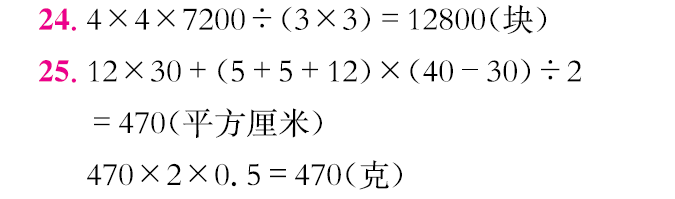 24. 4×4×7200÷(3×3)=12800(块)
25. 12×30+(5+5+12)×(40-30)÷2
=470(平方厘米)
470×2×0.5=470(克)